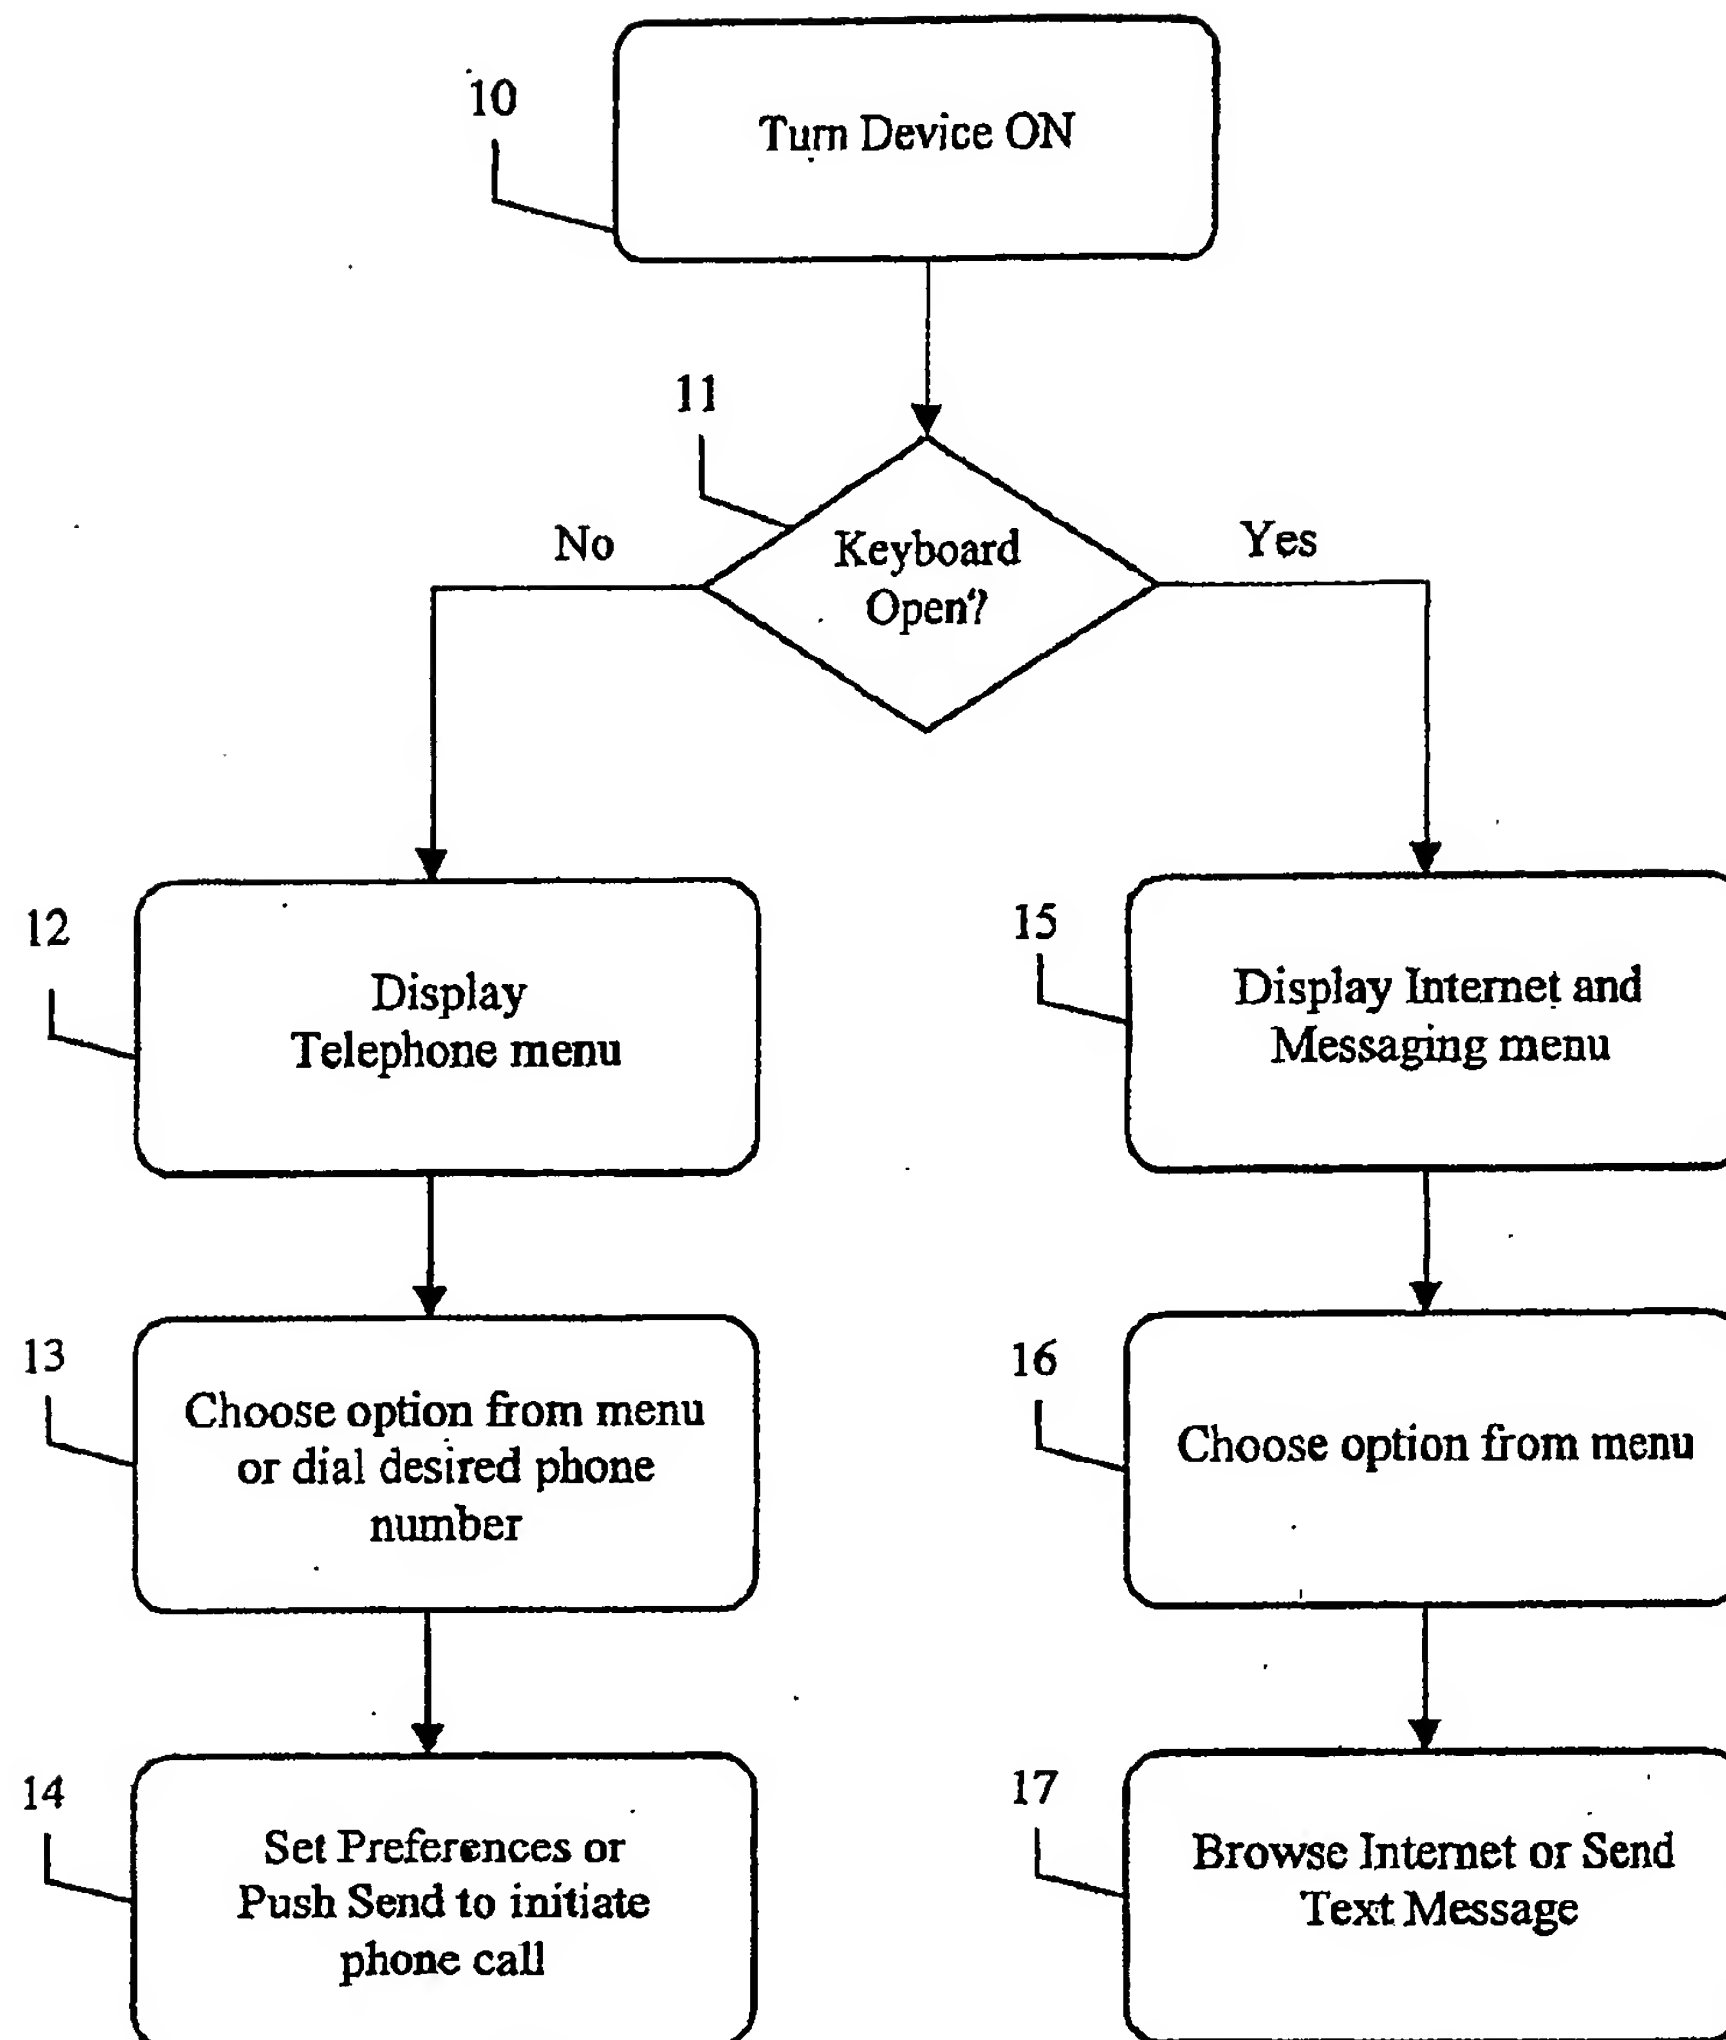 10
Turn Device ON
11
No
Yes
Keyboard
Open?
12
Display
Telephone menu
15
Display Internet and
Messaging menu
13
Choose option from menu
or dial desired phone
number
16
Choose option from menu
14
Set Preferences or
Push Send to initiate
phone call
17
Browse Internet or Send
Text Message